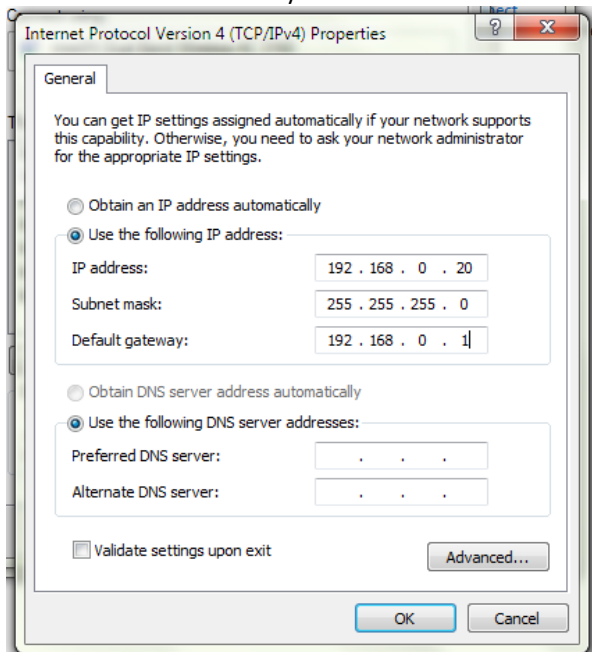 Internet Protocol Version 4 (TCP/IPv4) Properties
General
You can get IP settings assigned automatically if your network supports
this capability. Otherwise, you need to ask your network administrator
for the appropriate IP settings.
Obtain an IP address automatically
Use the following IP address:
IP address: 192 . 168 . 0 . 20
Subnet mask: 255 . 255 . 255 . 0
Default gateway: 192 . 168 . 0 . 1
Obtain DNS server address automatically
Use the following DNS server addresses:
Preferred DNS server: . . .
Alternate DNS server: . . .
Validate settings upon exit
Advanced...
OK Cancel